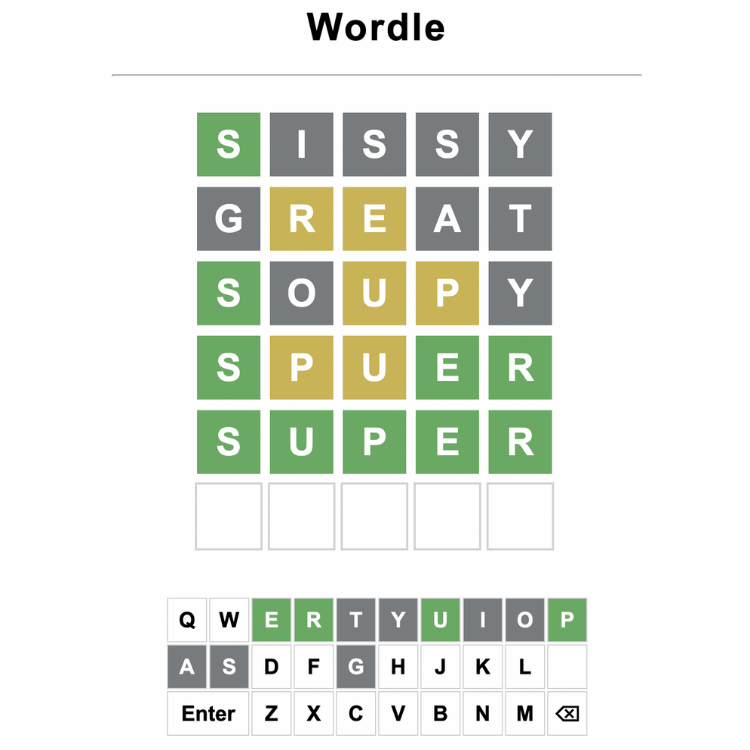 Wordle
S I S S Y
G R E A T
S O U P Y
S P U E R
S U P E R
Q W E R T Y U I O P
A S D F G H J K L
Enter Z X C V B N M